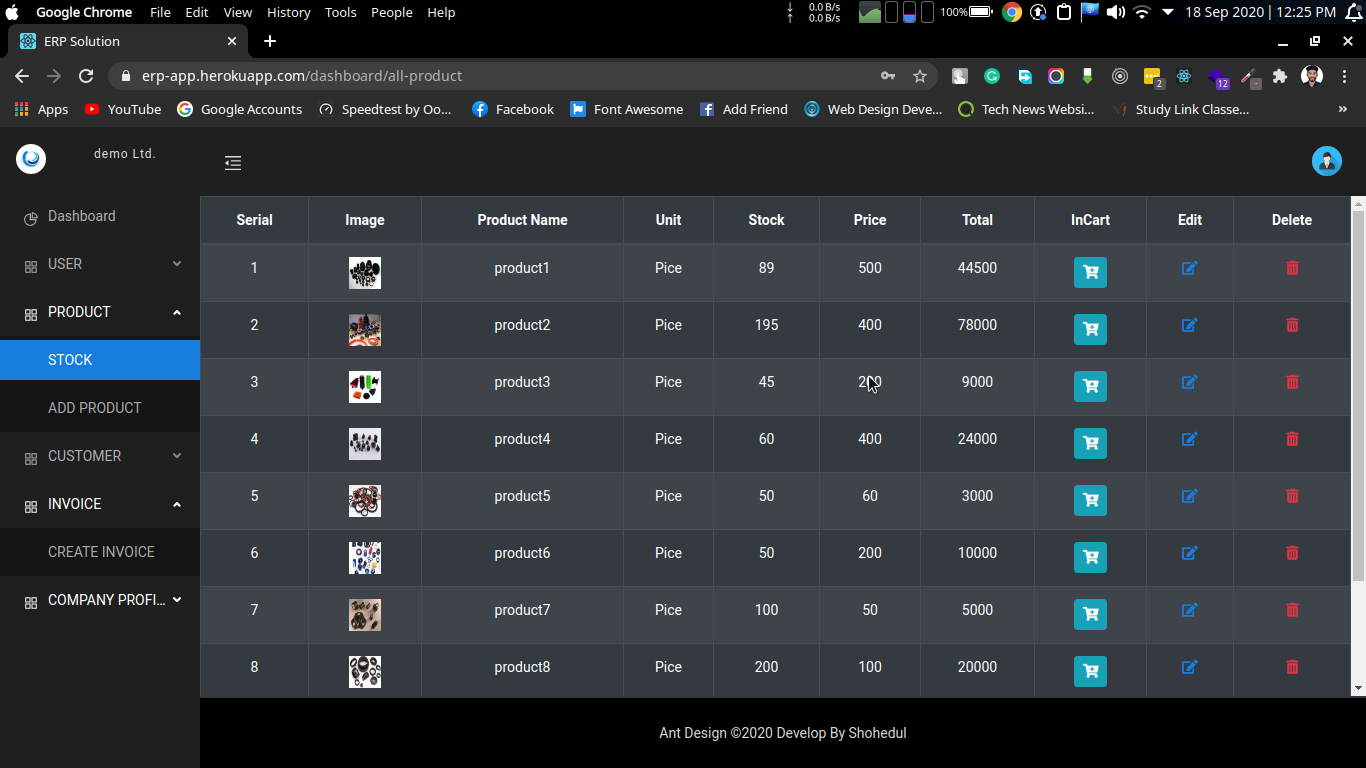 Google Chrome File Edit View History Tools People Help 0.0 B/s 0.0 B/s 100% 18 Sep 2020 | 12:25 PM
ERP Solution
erp-app.herokuapp.com/dashboard/all-product 2 12
Apps YouTube Google Accounts Speedtest by Oo... Facebook Font Awesome Add Friend Web Design Deve... Tech News Websi... Study Link Classe... »
demo Ltd.
Dashboard
USER
PRODUCT
STOCK
ADD PRODUCT
CUSTOMER
INVOICE
CREATE INVOICE
COMPANY PROFI...
Serial Image Product Name Unit Stock Price Total InCart Edit Delete
1 product1 Pice 89 500 44500
2 product2 Pice 195 400 78000
3 product3 Pice 45 200 9000
4 product4 Pice 60 400 24000
5 product5 Pice 50 60 3000
6 product6 Pice 50 200 10000
7 product7 Pice 100 50 5000
8 product8 Pice 200 100 20000
Ant Design ©2020 Develop By Shohedul